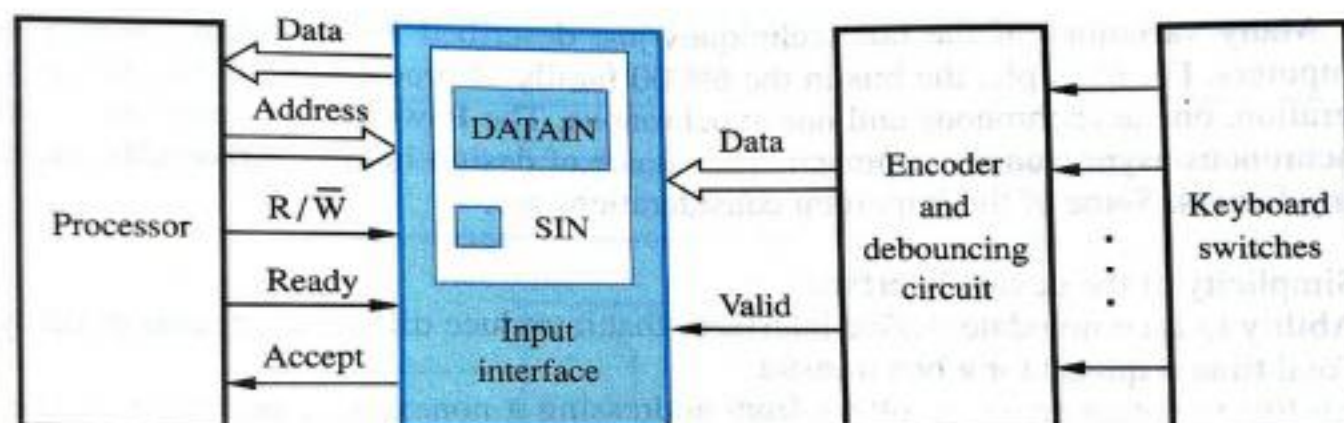 Processor
Data
Address
R/W̅
Ready
Accept
DATAIN
SIN
Input
interface
Data
Valid
Encoder
and
debouncing
circuit
Keyboard
switches